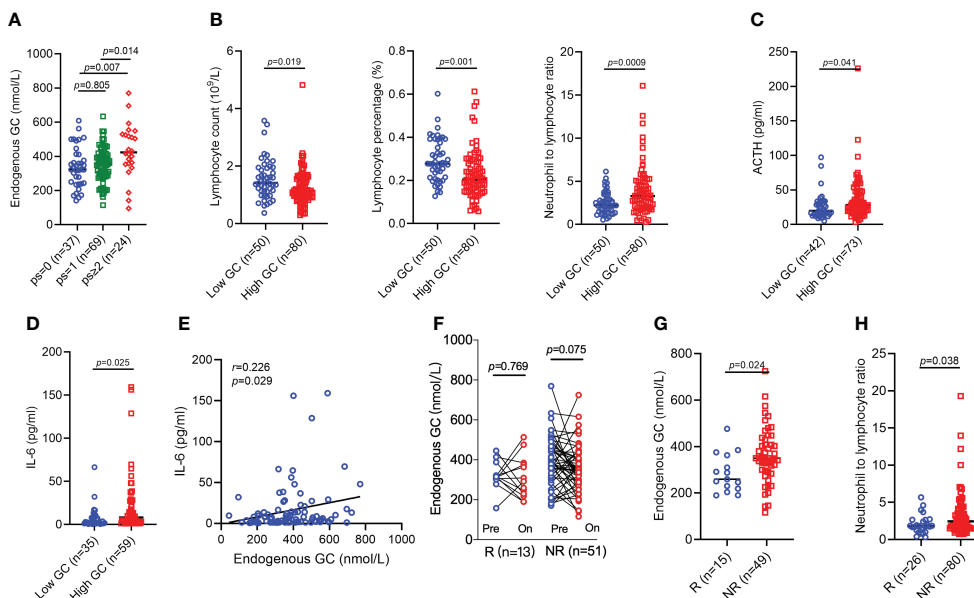 A
p=0.014
p=0.007
p=0.805
Endogenous GC (nmol/L)
1000
800
600
400
200
0
ps=0 (n=37)
ps=1 (n=69)
ps≥2 (n=24)
B
p=0.019
Lymphocyte count (10⁹/L)
6
4
2
0
Low GC (n=50)
High GC (n=80)
p=0.001
Lymphocyte percentage (%)
0.8
0.6
0.4
0.2
0.0
Low GC (n=50)
High GC (n=80)
p=0.0009
Neutrophil to lymphocyte ratio
20
15
10
5
0
Low GC (n=50)
High GC (n=80)
C
p=0.041
ACTH (pg/ml)
250
200
150
100
50
0
Low GC (n=42)
High GC (n=73)
D
p=0.025
IL-6 (pg/ml)
200
150
100
50
0
Low GC (n=35)
High GC (n=59)
E
r=0.226
p=0.029
IL-6 (pg/ml)
200
150
100
50
0
0 200 400 600 800 1000
Endogenous GC (nmol/L)
F
p=0.769
p=0.075
Endogenous GC (nmol/L)
1000
800
600
400
200
0
Pre On Pre On
R (n=13) NR (n=51)
G
p=0.024
Endogenous GC (nmol/L)
800
600
400
200
0
R (n=15)
NR (n=49)
H
p=0.038
Neutrophil to lymphocyte ratio
25
20
15
10
5
0
R (n=26)
NR (n=80)